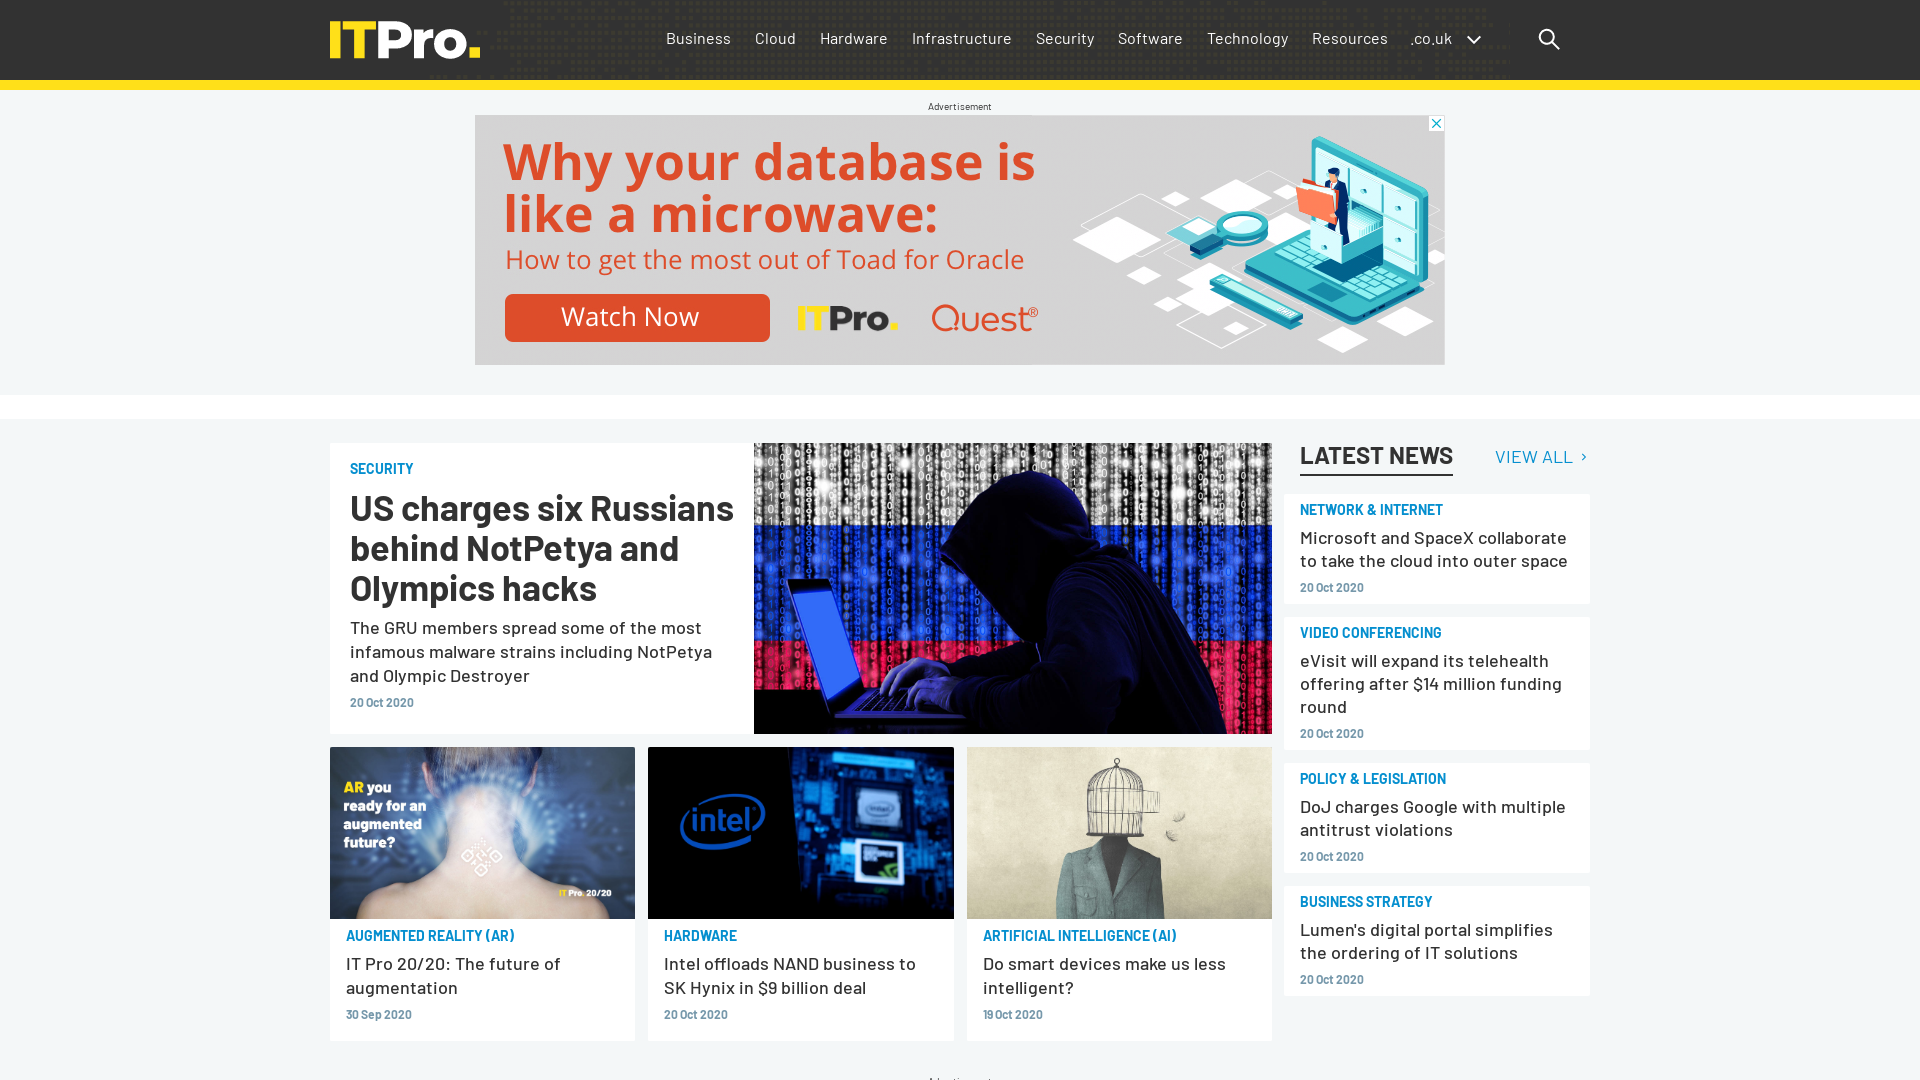 ITPro.
Business Cloud Hardware Infrastructure Security Software Technology Resources .co.uk
Advertisement
Why your database is
like a microwave:
How to get the most out of Toad for Oracle
Watch Now ITPro. Quest®
SECURITY
US charges six Russians
behind NotPetya and
Olympics hacks
The GRU members spread some of the most
infamous malware strains including NotPetya
and Olympic Destroyer
20 Oct 2020
AR you
ready for an
augmented
future?
IT Pro. 20/20
AUGMENTED REALITY (AR)
IT Pro 20/20: The future of
augmentation
30 Sep 2020
intel
HARDWARE
Intel offloads NAND business to
SK Hynix in $9 billion deal
20 Oct 2020
ARTIFICIAL INTELLIGENCE (AI)
Do smart devices make us less
intelligent?
19 Oct 2020
LATEST NEWS
VIEW ALL
NETWORK & INTERNET
Microsoft and SpaceX collaborate
to take the cloud into outer space
20 Oct 2020
VIDEO CONFERENCING
eVisit will expand its telehealth
offering after $14 million funding
round
20 Oct 2020
POLICY & LEGISLATION
DoJ charges Google with multiple
antitrust violations
20 Oct 2020
BUSINESS STRATEGY
Lumen's digital portal simplifies
the ordering of IT solutions
20 Oct 2020